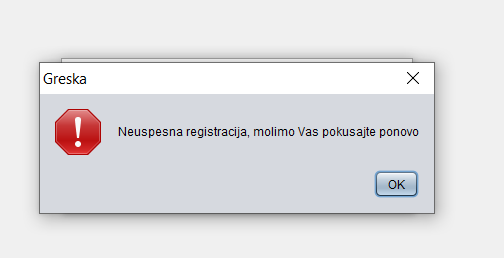 Greska
Neuspesna registracija, molimo Vas pokusajte ponovo
OK